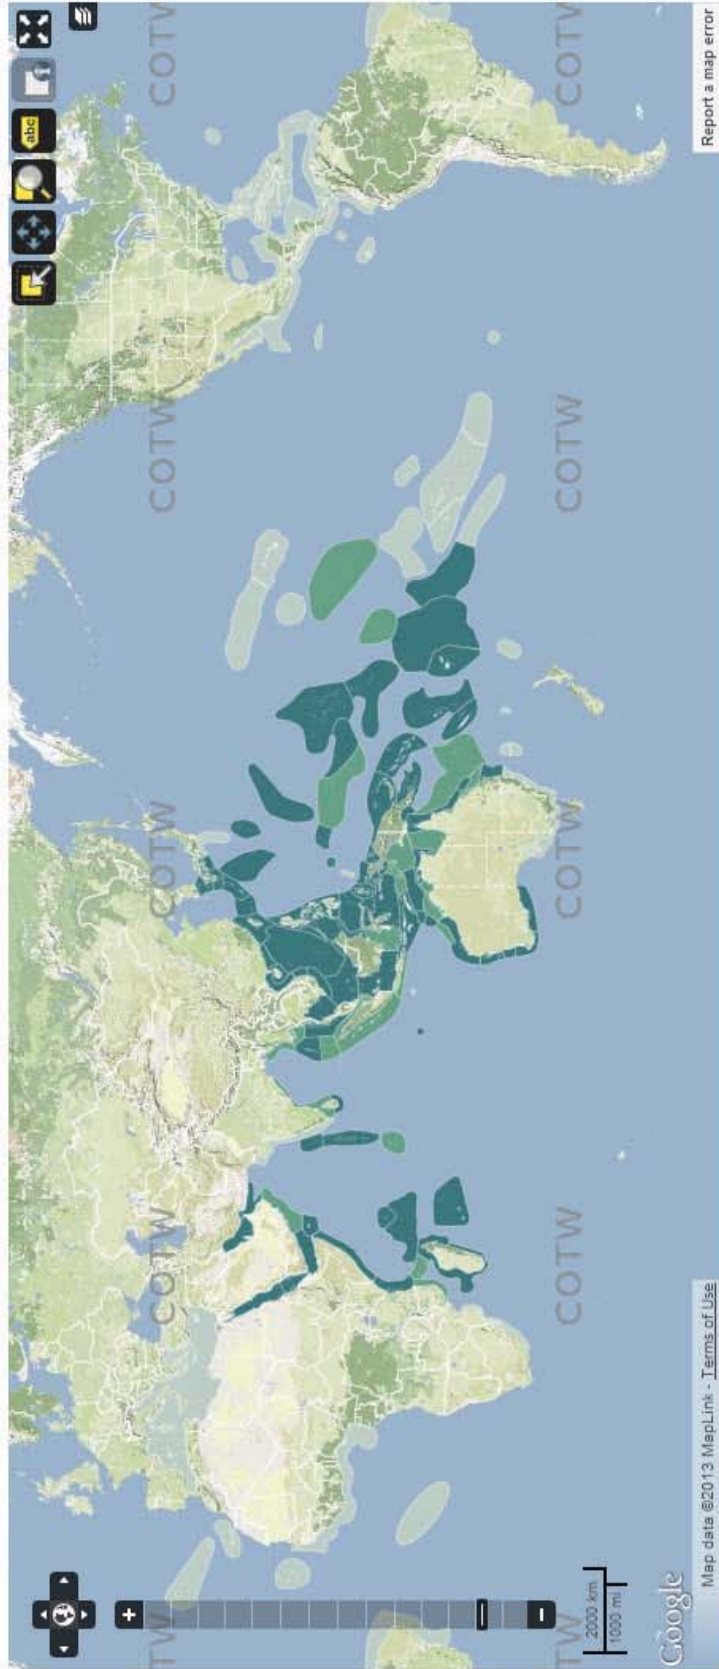 abc
COTW COTW COTW COTW
COTW COTW COTW COTW
+
−
2000 km
1000 mi
Google
Map data ©2013 MapLink - Terms of Use
Report a map error